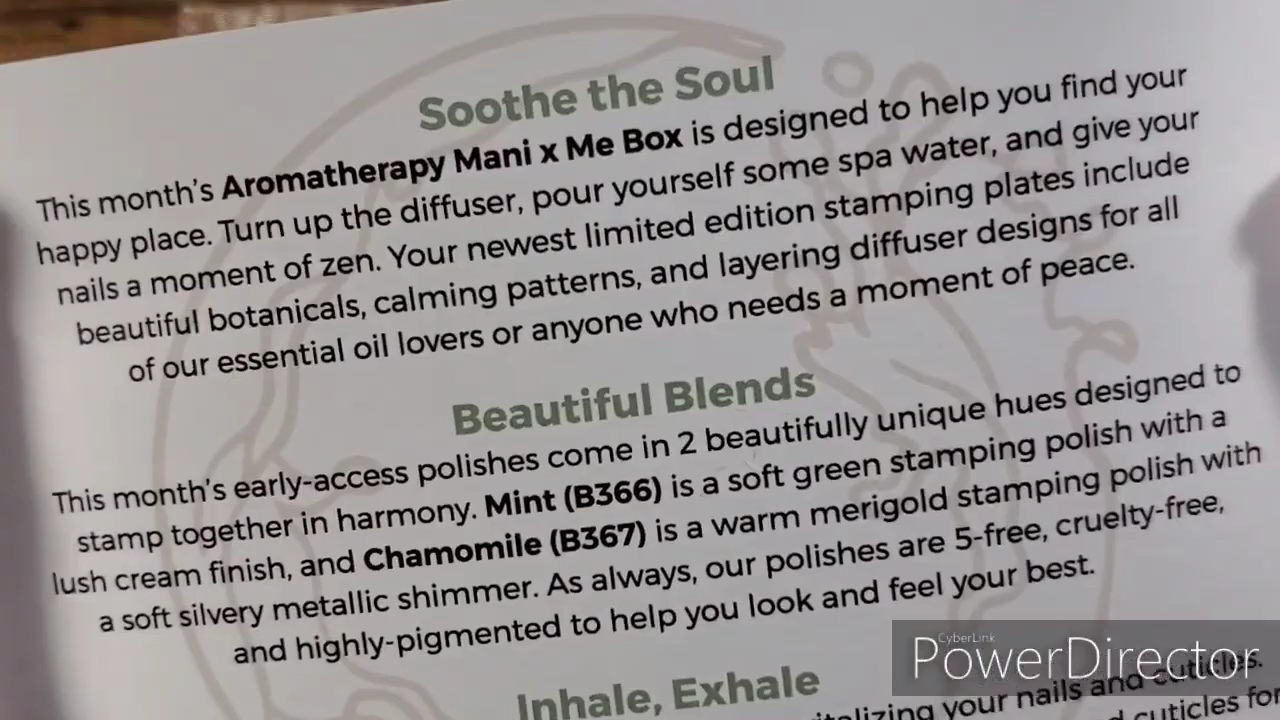 Soothe the Soul
This month's Aromatherapy Mani x Me Box is designed to help you find your
happy place. Turn up the diffuser, pour yourself some spa water, and give your
nails a moment of zen. Your newest limited edition stamping plates include
beautiful botanicals, calming patterns, and layering diffuser designs for all
of our essential oil lovers or anyone who needs a moment of peace.
Beautiful Blends
This month's early-access polishes come in 2 beautifully unique hues designed to
stamp together in harmony. Mint (B366) is a soft green stamping polish with a
lush cream finish, and Chamomile (B367) is a warm merigold stamping polish with
a soft silvery metallic shimmer. As always, our polishes are 5-free, cruelty-free,
and highly-pigmented to help you look and feel your best.
Inhale, Exhale
your nails and cuticles.
cuticles for
CyberLink
PowerDirector